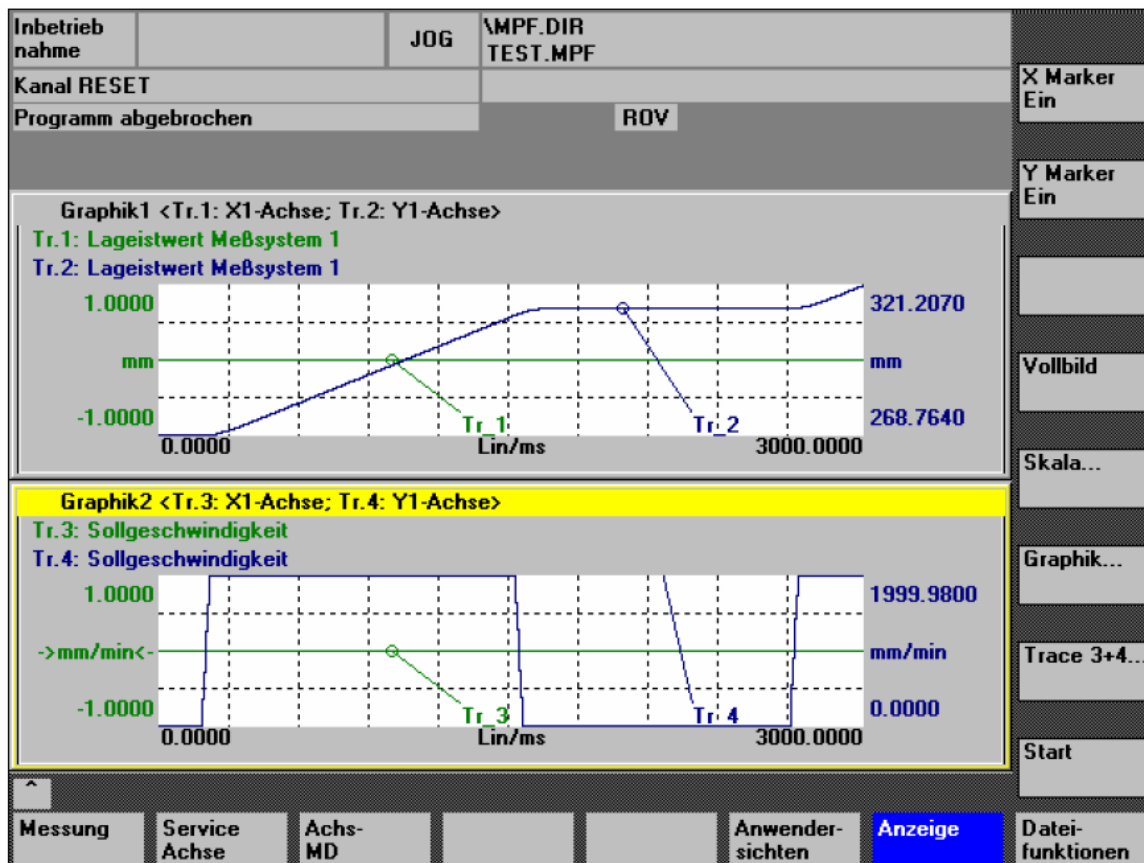 Inbetrieb
nahme
JOG
\MPF.DIR
TEST.MPF
Kanal RESET
Programm abgebrochen
ROV
Graphik1 <Tr.1: X1-Achse; Tr.2: Y1-Achse>
Tr.1: Lageistwert Meßsystem 1
Tr.2: Lageistwert Meßsystem 1
1.0000
321.2070
mm
mm
-1.0000
268.7640
Tr_1
Tr_2
0.0000
Lin/ms
3000.0000
Graphik2 <Tr.3: X1-Achse; Tr.4: Y1-Achse>
Tr.3: Sollgeschwindigkeit
Tr.4: Sollgeschwindigkeit
1.0000
1999.9800
->mm/min<-
mm/min
-1.0000
0.0000
Tr_3
Tr_4
0.0000
Lin/ms
3000.0000
X Marker
Ein
Y Marker
Ein
Vollbild
Skala...
Graphik...
Trace 3+4...
Start
^
Messung
Service
Achse
Achs-
MD
Anwender-
sichten
Anzeige
Datei-
funktionen